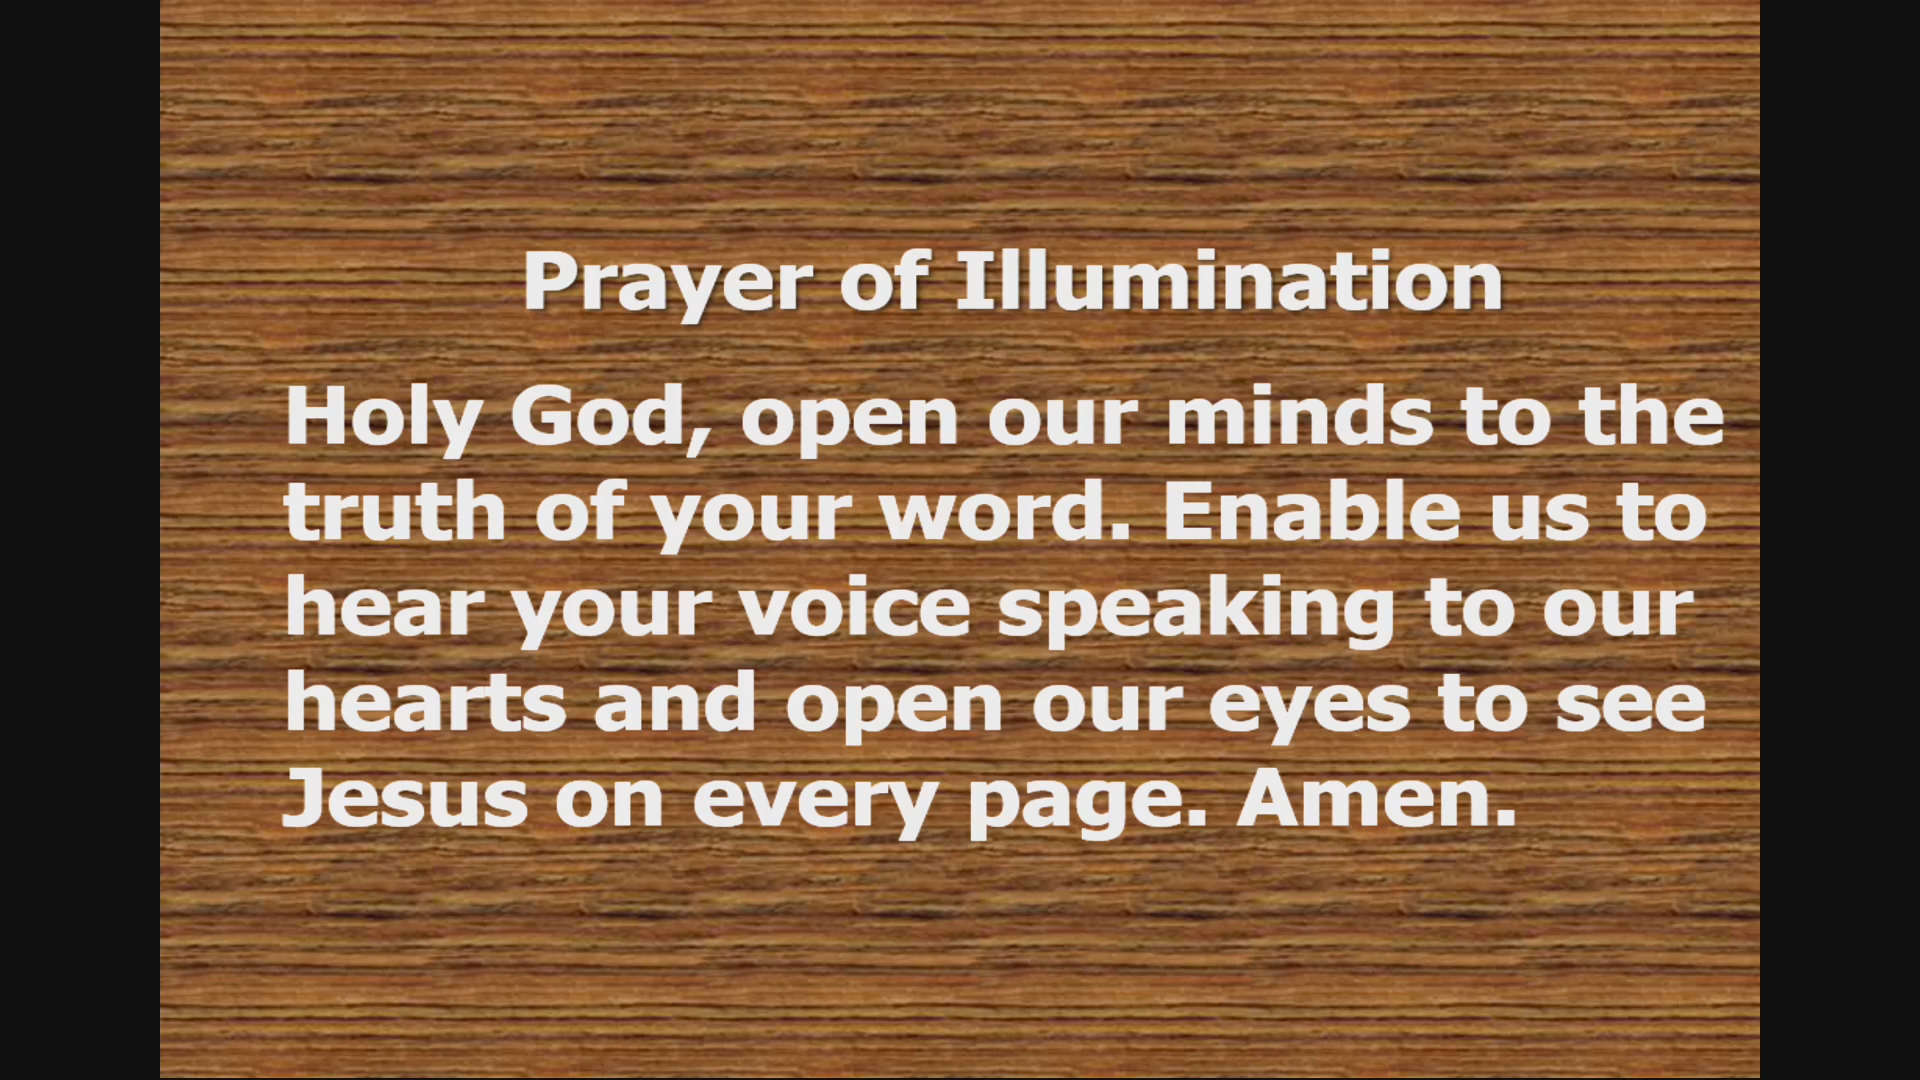 Prayer of Illumination
Holy God, open our minds to the
truth of your word. Enable us to
hear your voice speaking to our
hearts and open our eyes to see
Jesus on every page. Amen.